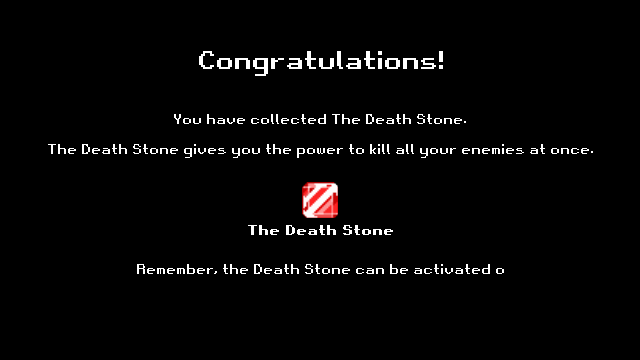 Congratulations!
You have collected The Death Stone.
The Death Stone gives you the power to kill all your enemies at once.
The Death Stone
Remember, the Death Stone can be activated o